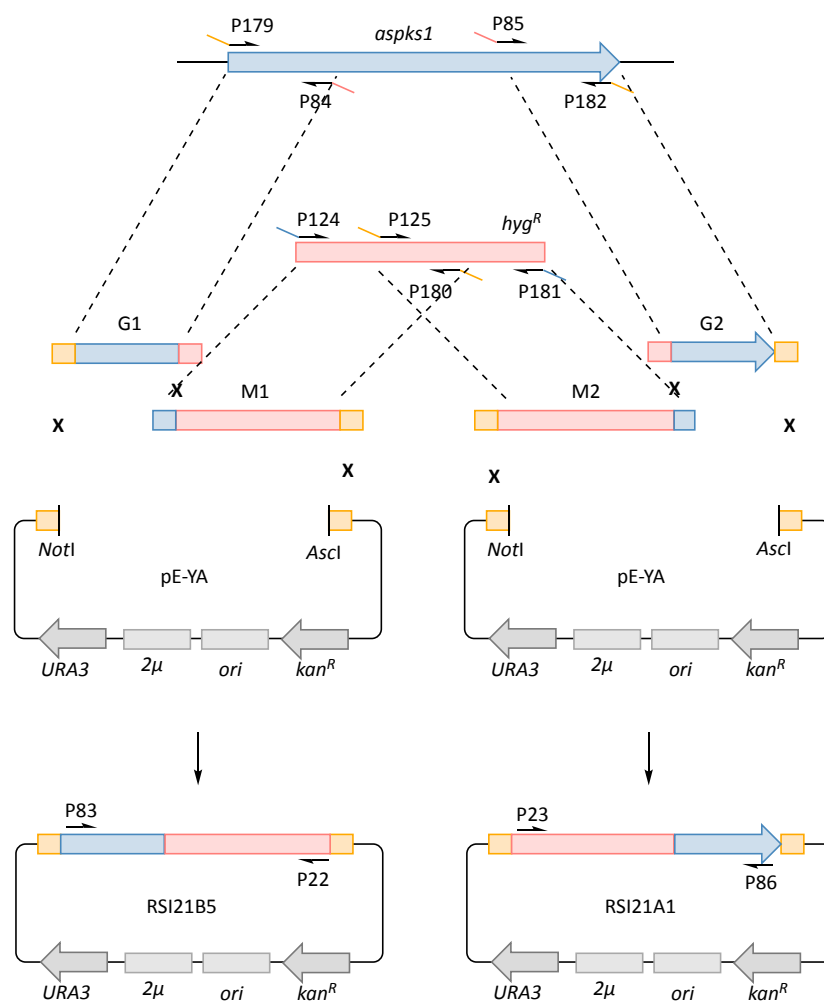 P179
aspks1
P85
P84
P182
P124
P125
hygR
P180
P181
G1
G2
X
M1
M2
X
X
X
X
X
NotI
AscI
NotI
AscI
pE-YA
pE-YA
URA3
2µ
ori
kanR
URA3
2µ
ori
kanR
P83
P23
P22
P86
RSI21B5
RSI21A1
URA3
2µ
ori
kanR
URA3
2µ
ori
kanR